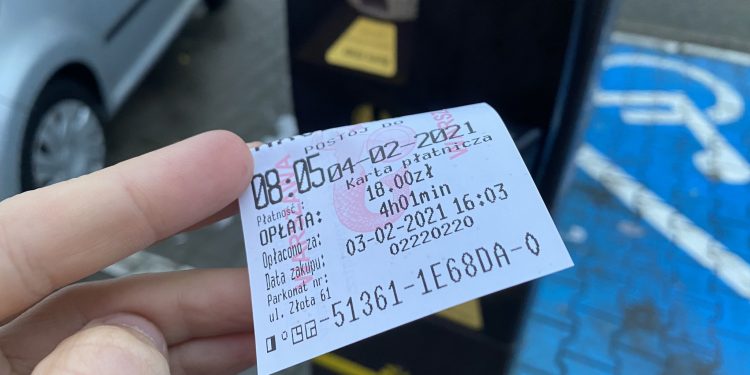 POSTÓJ DO
08:05 04-02-2021
Płatność: Karta płatnicza
OPŁATA: 18.00zł
Opłacono za: 4h01min
Data zakupu: 03-02-2021 16:03
Parkomat nr: 02220220
ul. Złota 61
-51361-1E68DA-0
WARSZAWA